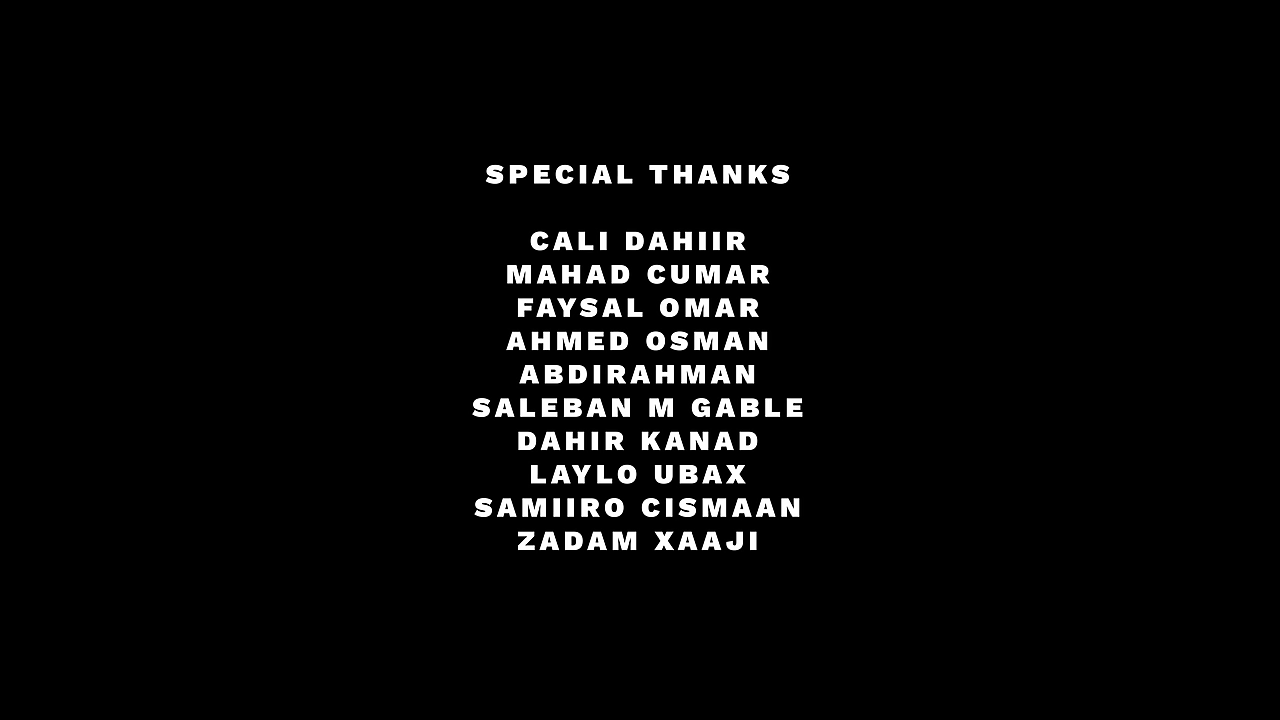 SPECIAL THANKS
CALI DAHIIR
MAHAD CUMAR
FAYSAL OMAR
AHMED OSMAN
ABDIRAHMAN
SALEBAN M GABLE
DAHIR KANAD
LAYLO UBAX
SAMIIRO CISMAAN
ZADAM XAAJI